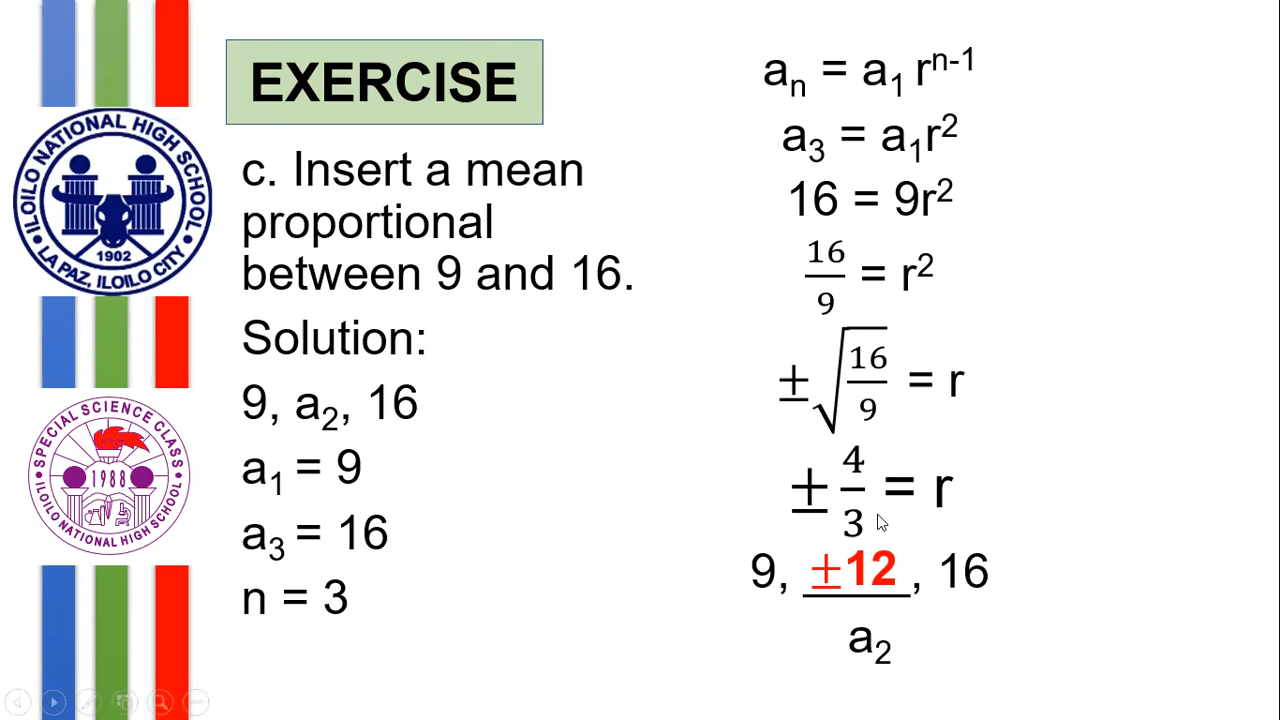 EXERCISE
c. Insert a mean
proportional
between 9 and 16.
Solution:
9, a₂, 16
a₁ = 9
a₃ = 16
n = 3
aₙ = a₁ rⁿ⁻¹
a₃ = a₁r²
16 = 9r²
16/9 = r²
±√(16/9) = r
±4/3 = r
9, ±12, 16
a₂
ILOILO NATIONAL HIGH SCHOOL
1902
LA PAZ, ILOILO CITY
SPECIAL SCIENCE CLASS
1988
ILOILO NATIONAL HIGH SCHOOL